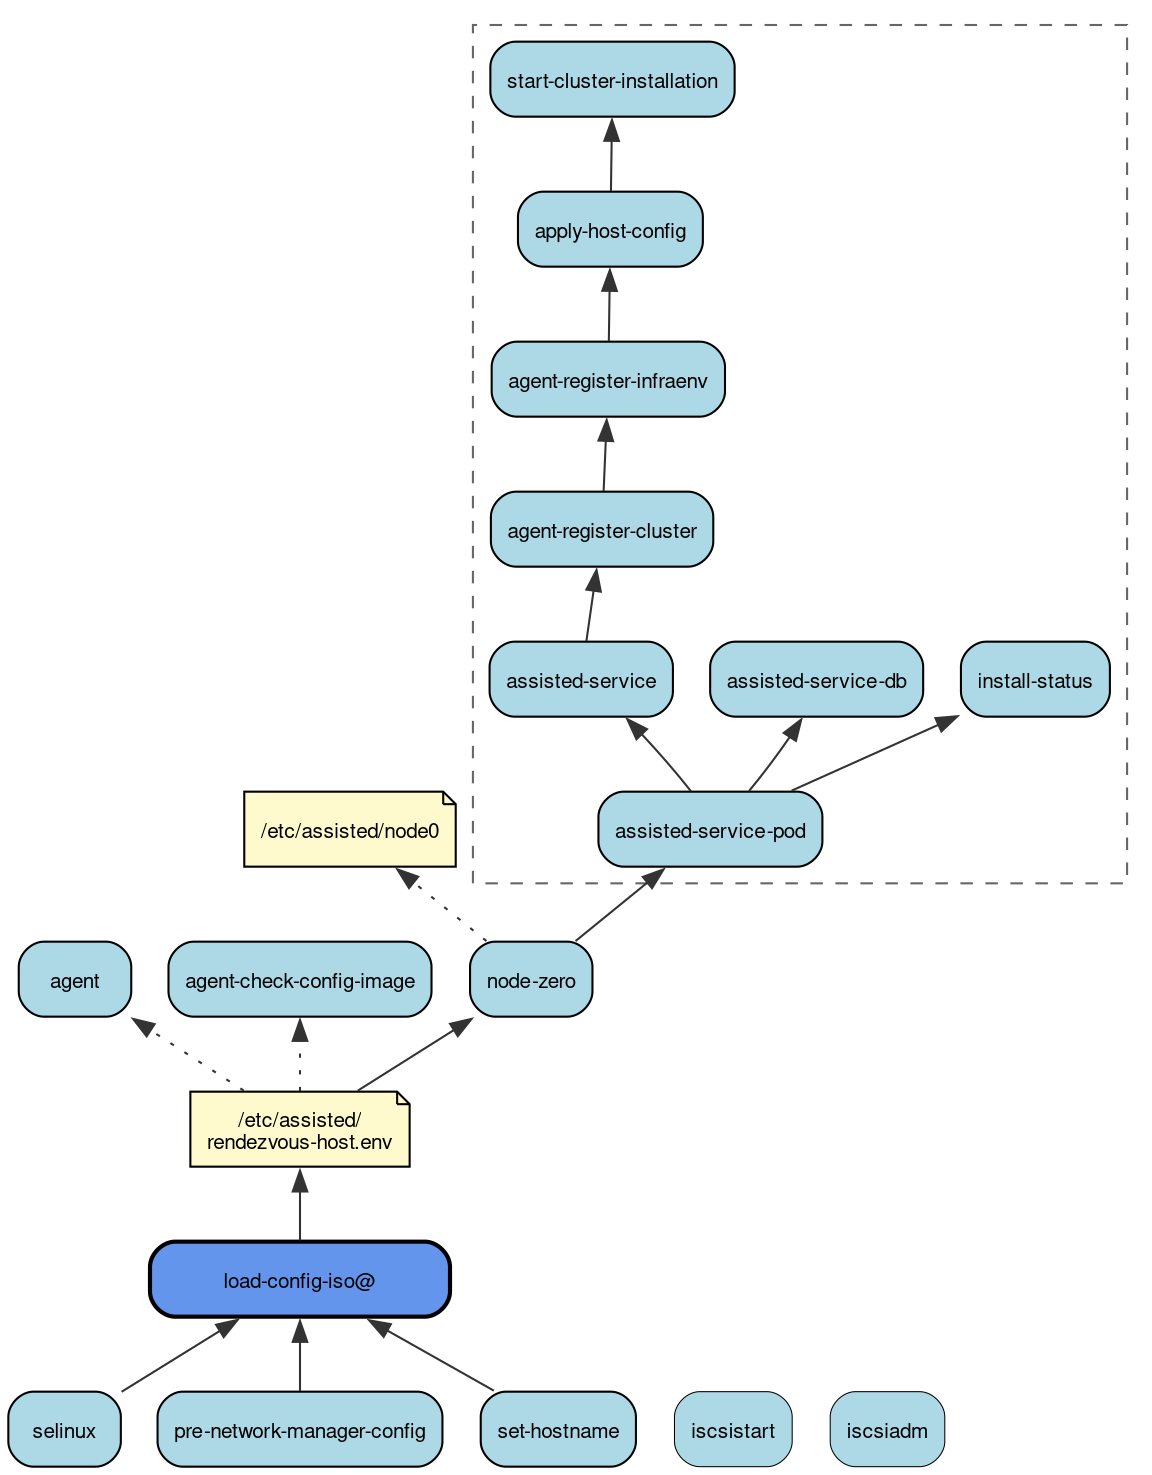 start-cluster-installation
apply-host-config
agent-register-infraenv
agent-register-cluster
assisted-service
assisted-service-db
install-status
/etc/assisted/node0
assisted-service-pod
agent
agent-check-config-image
node-zero
/etc/assisted/
rendezvous-host.env
load-config-iso@
selinux
pre-network-manager-config
set-hostname
iscsistart
iscsiadm